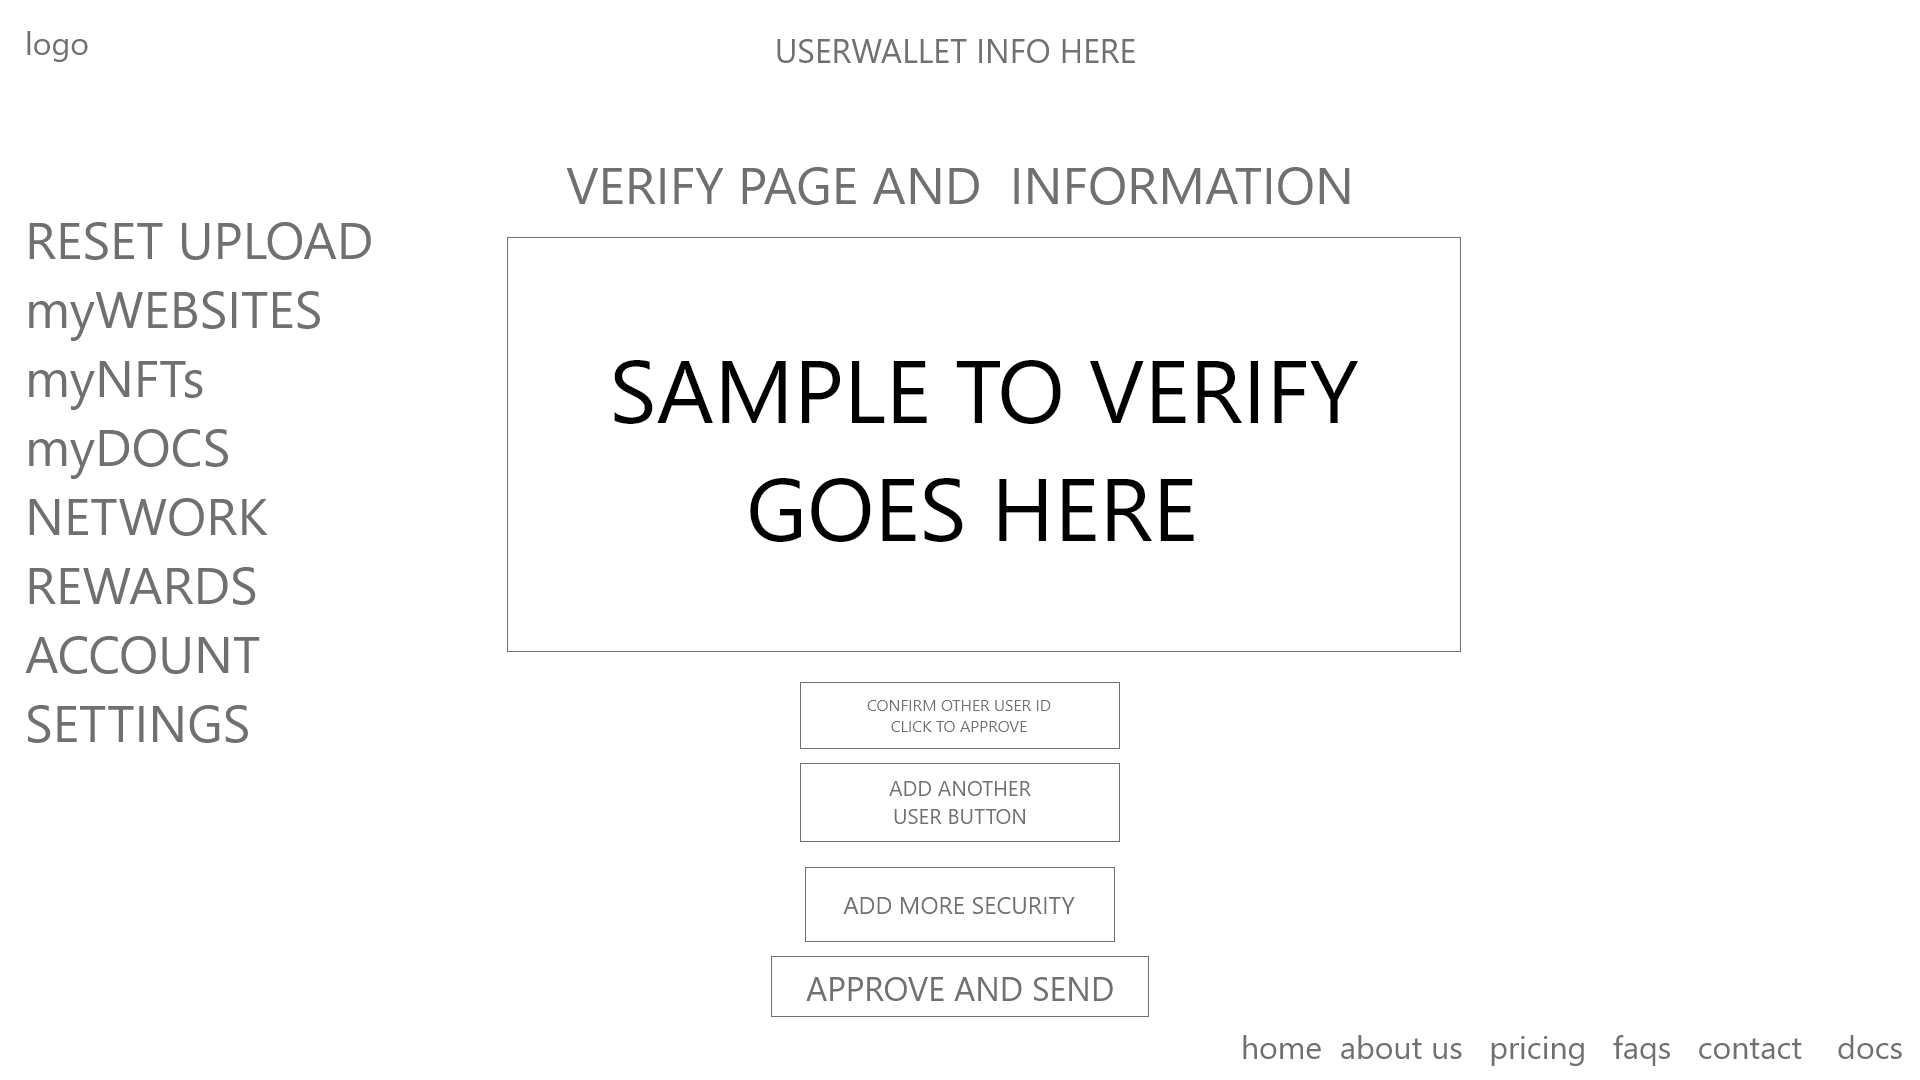 logo
USERWALLET INFO HERE
VERIFY PAGE AND  INFORMATION
RESET UPLOAD
myWEBSITES
myNFTs
myDOCS
NETWORK
REWARDS
ACCOUNT
SETTINGS
SAMPLE TO VERIFY
GOES HERE
CONFIRM OTHER USER ID
CLICK TO APPROVE
ADD ANOTHER
USER BUTTON
ADD MORE SECURITY
APPROVE AND SEND
home about us pricing faqs contact docs